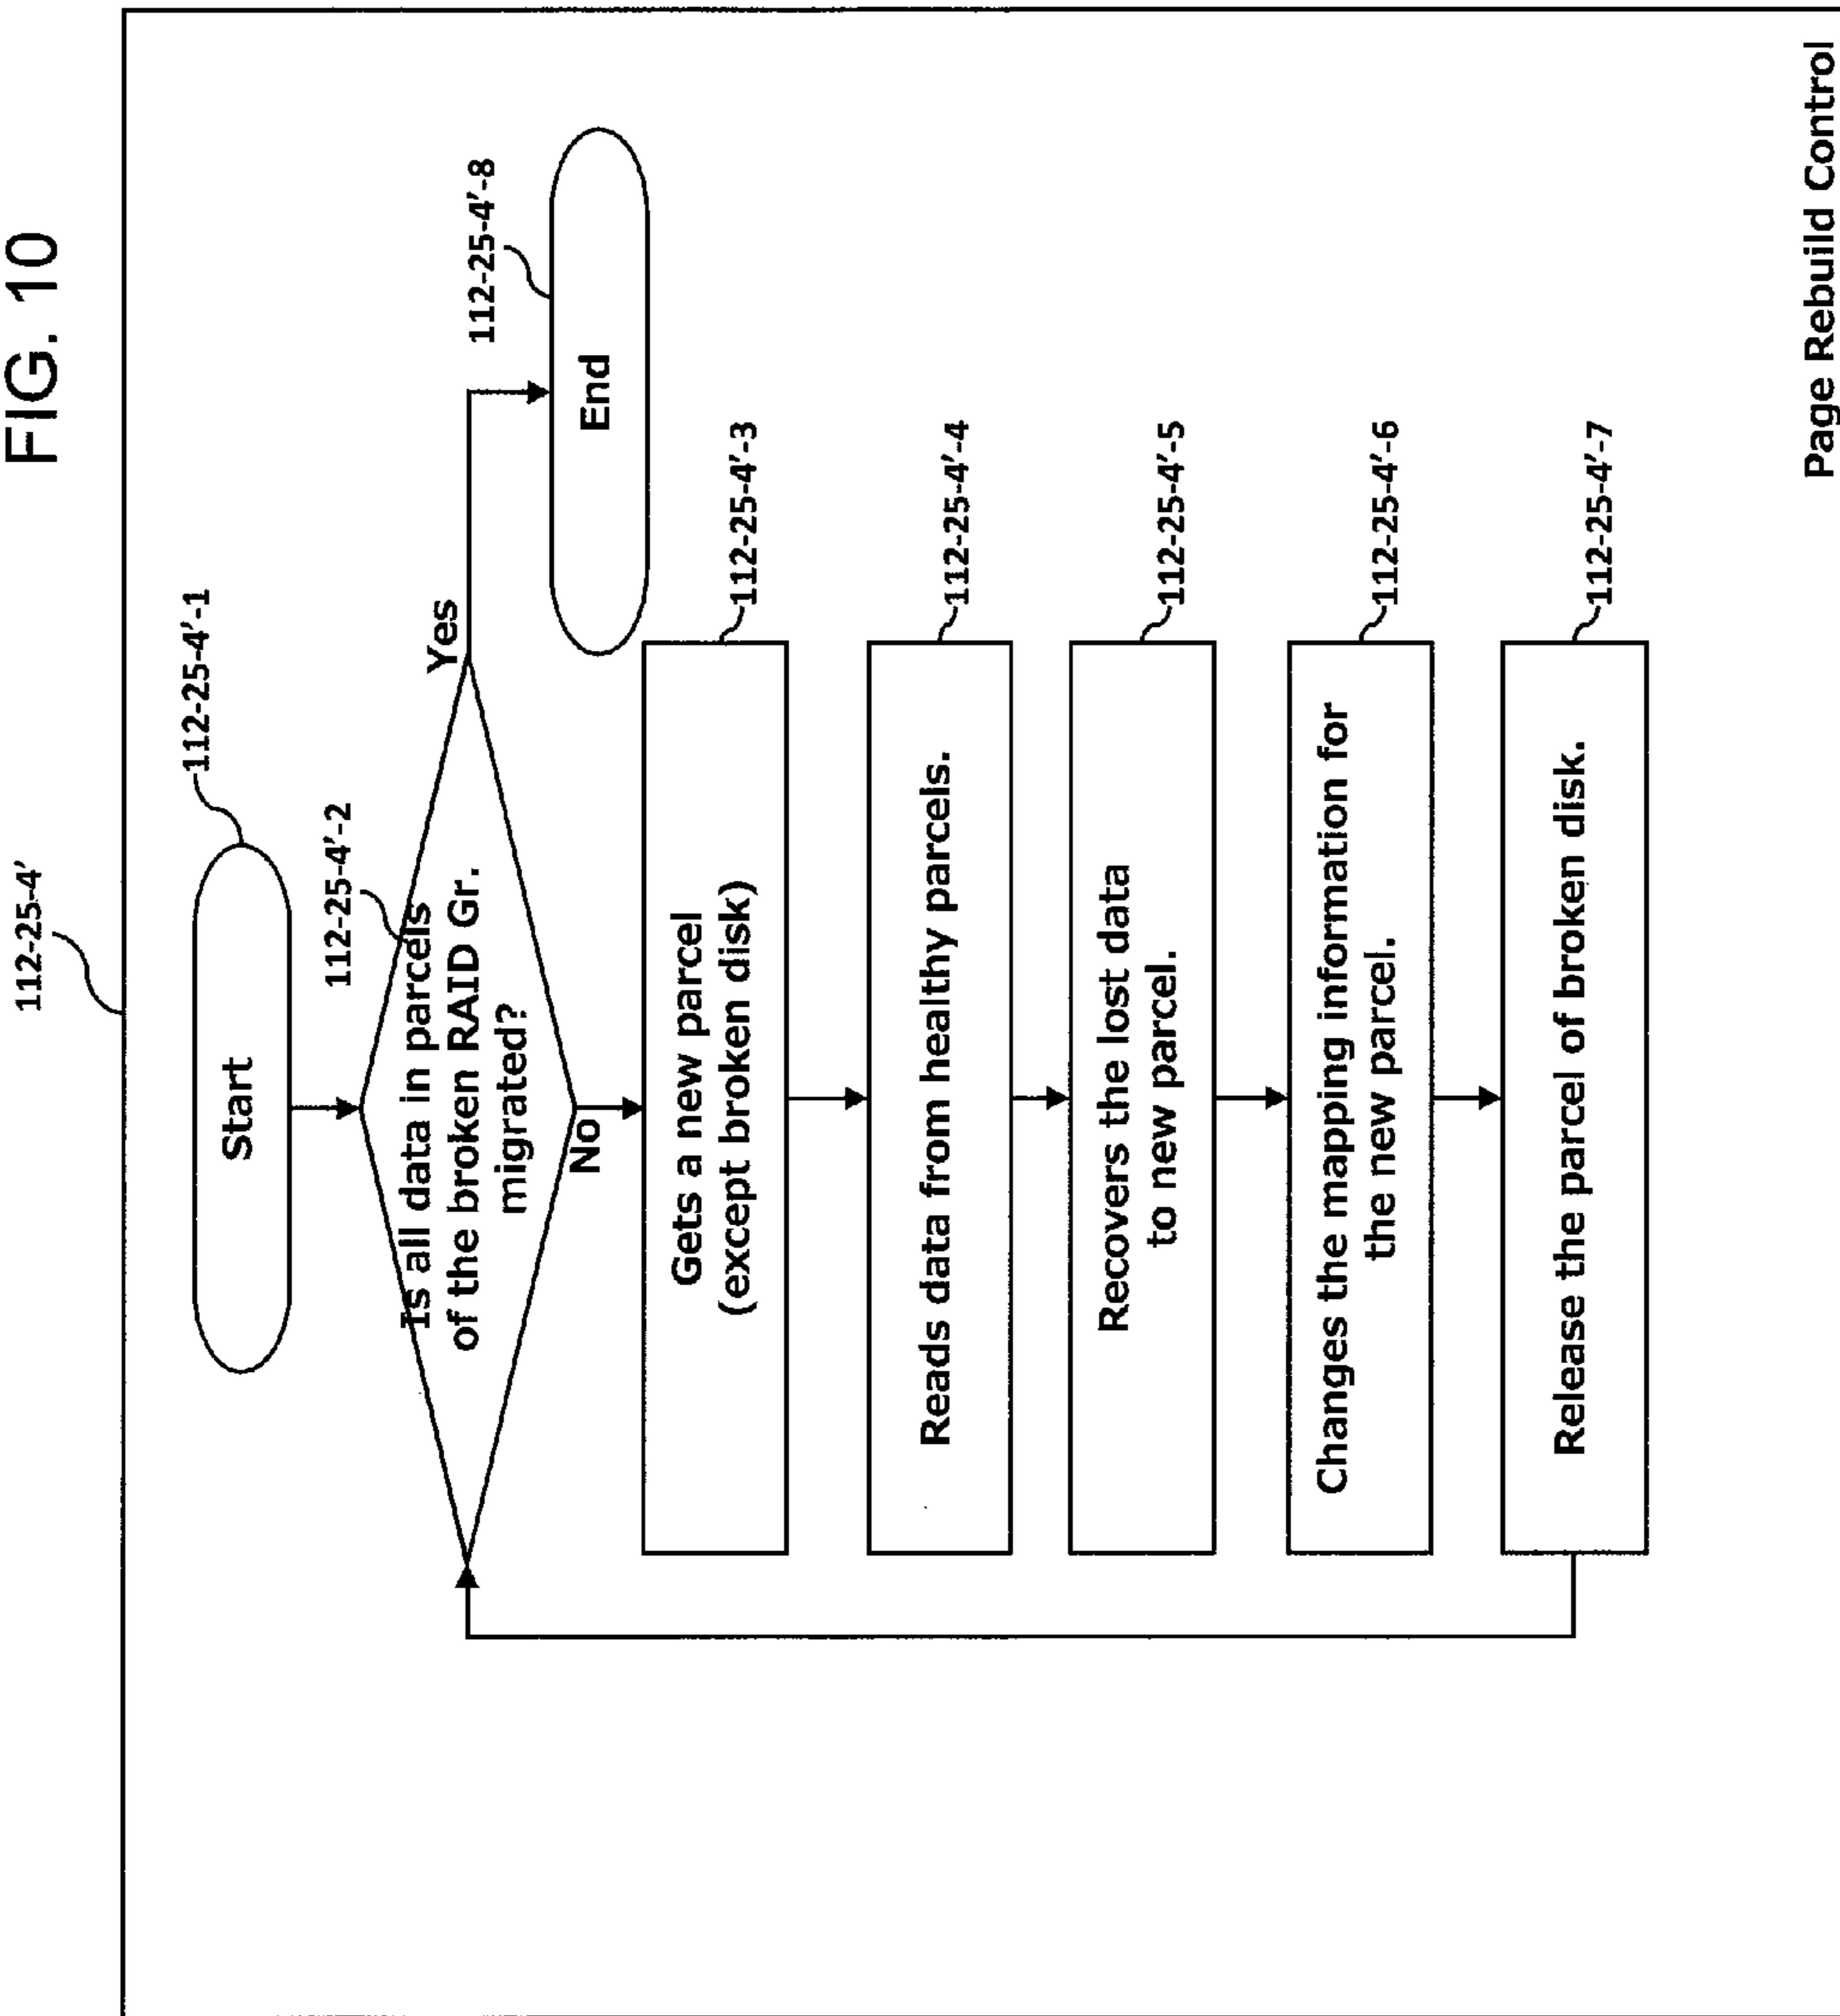 FIG. 10
112-25-4'
Start
112-25-4'-1
112-25-4'-2
Is all data in parcels
of the broken RAID Gr.
migrated?
Yes
No
112-25-4'-8
End
Gets a new parcel
(except broken disk)
112-25-4'-3
Reads data from healthy parcels.
112-25-4'-4
Recovers the lost data
to new parcel.
112-25-4'-5
Changes the mapping information for
the new parcel.
112-25-4'-6
Release the parcel of broken disk.
112-25-4'-7
Page Rebuild Control